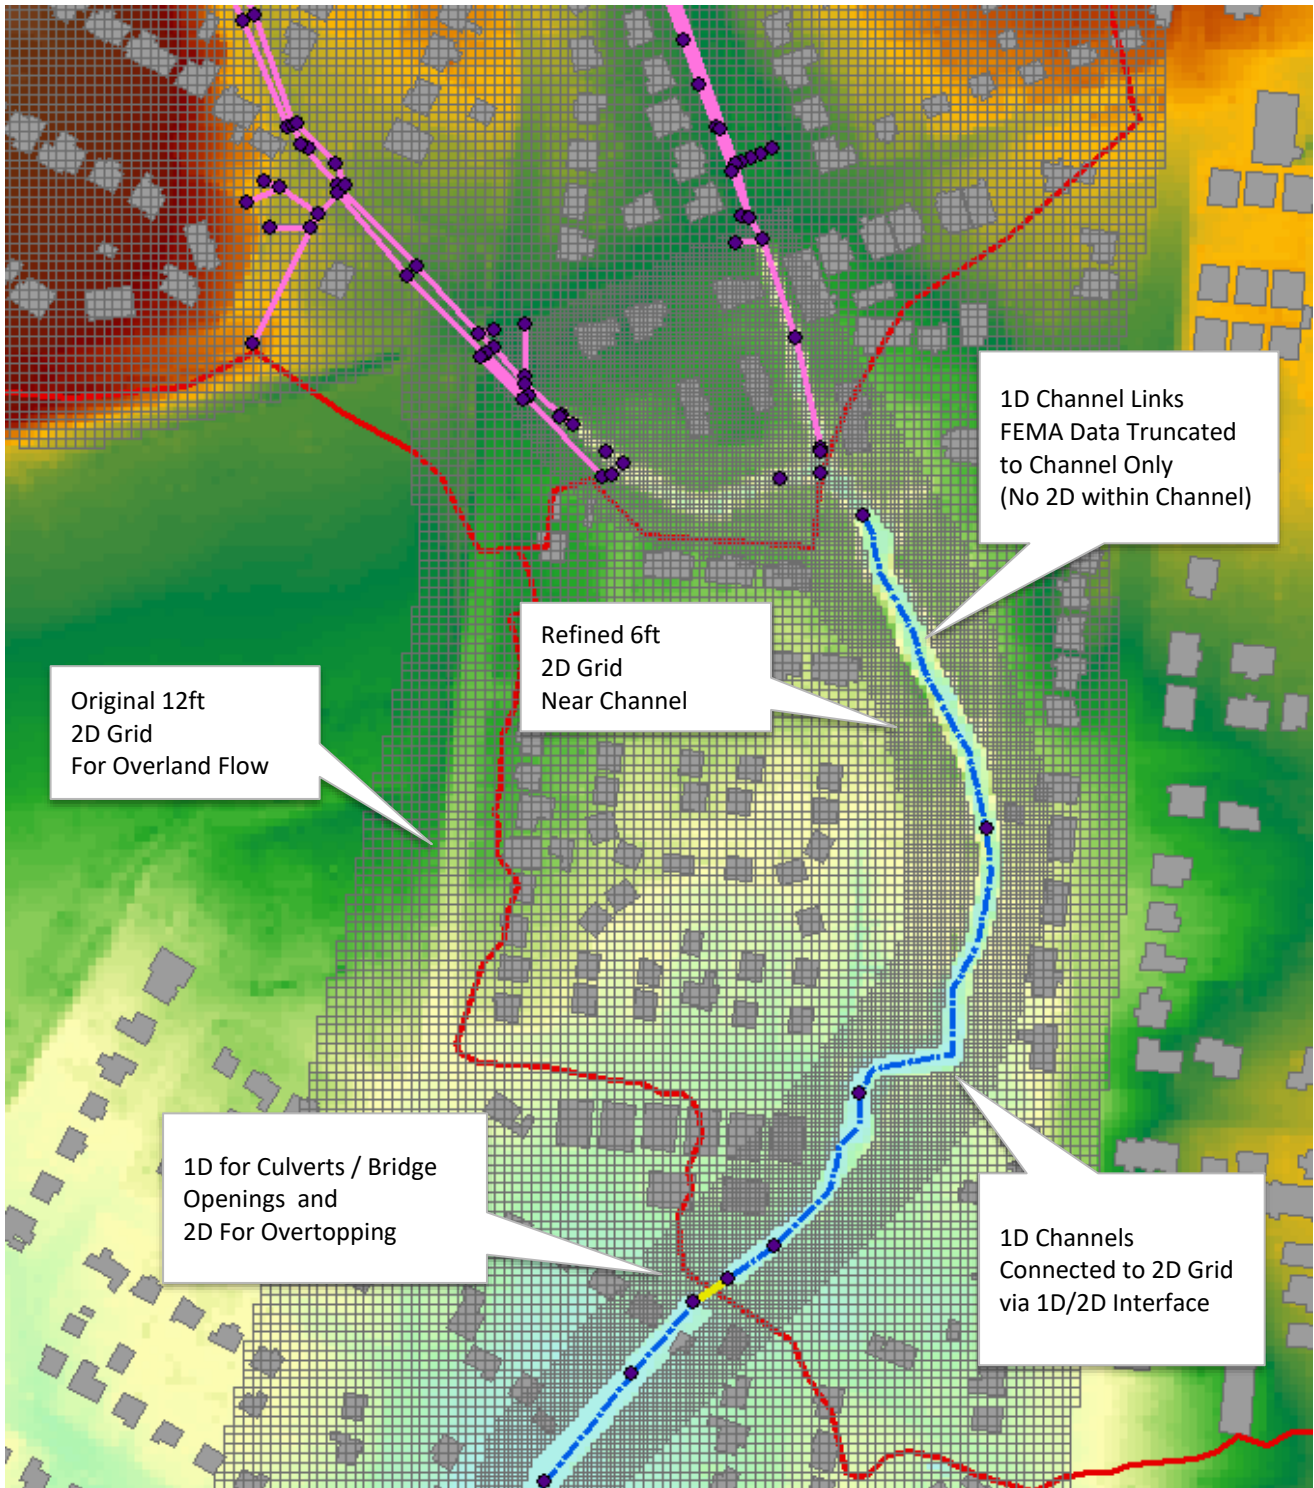 1D Channel Links
FEMA Data Truncated
to Channel Only
(No 2D within Channel)
Refined 6ft
2D Grid
Near Channel
Original 12ft
2D Grid
For Overland Flow
1D for Culverts / Bridge
Openings and
2D For Overtopping
1D Channels
Connected to 2D Grid
via 1D/2D Interface